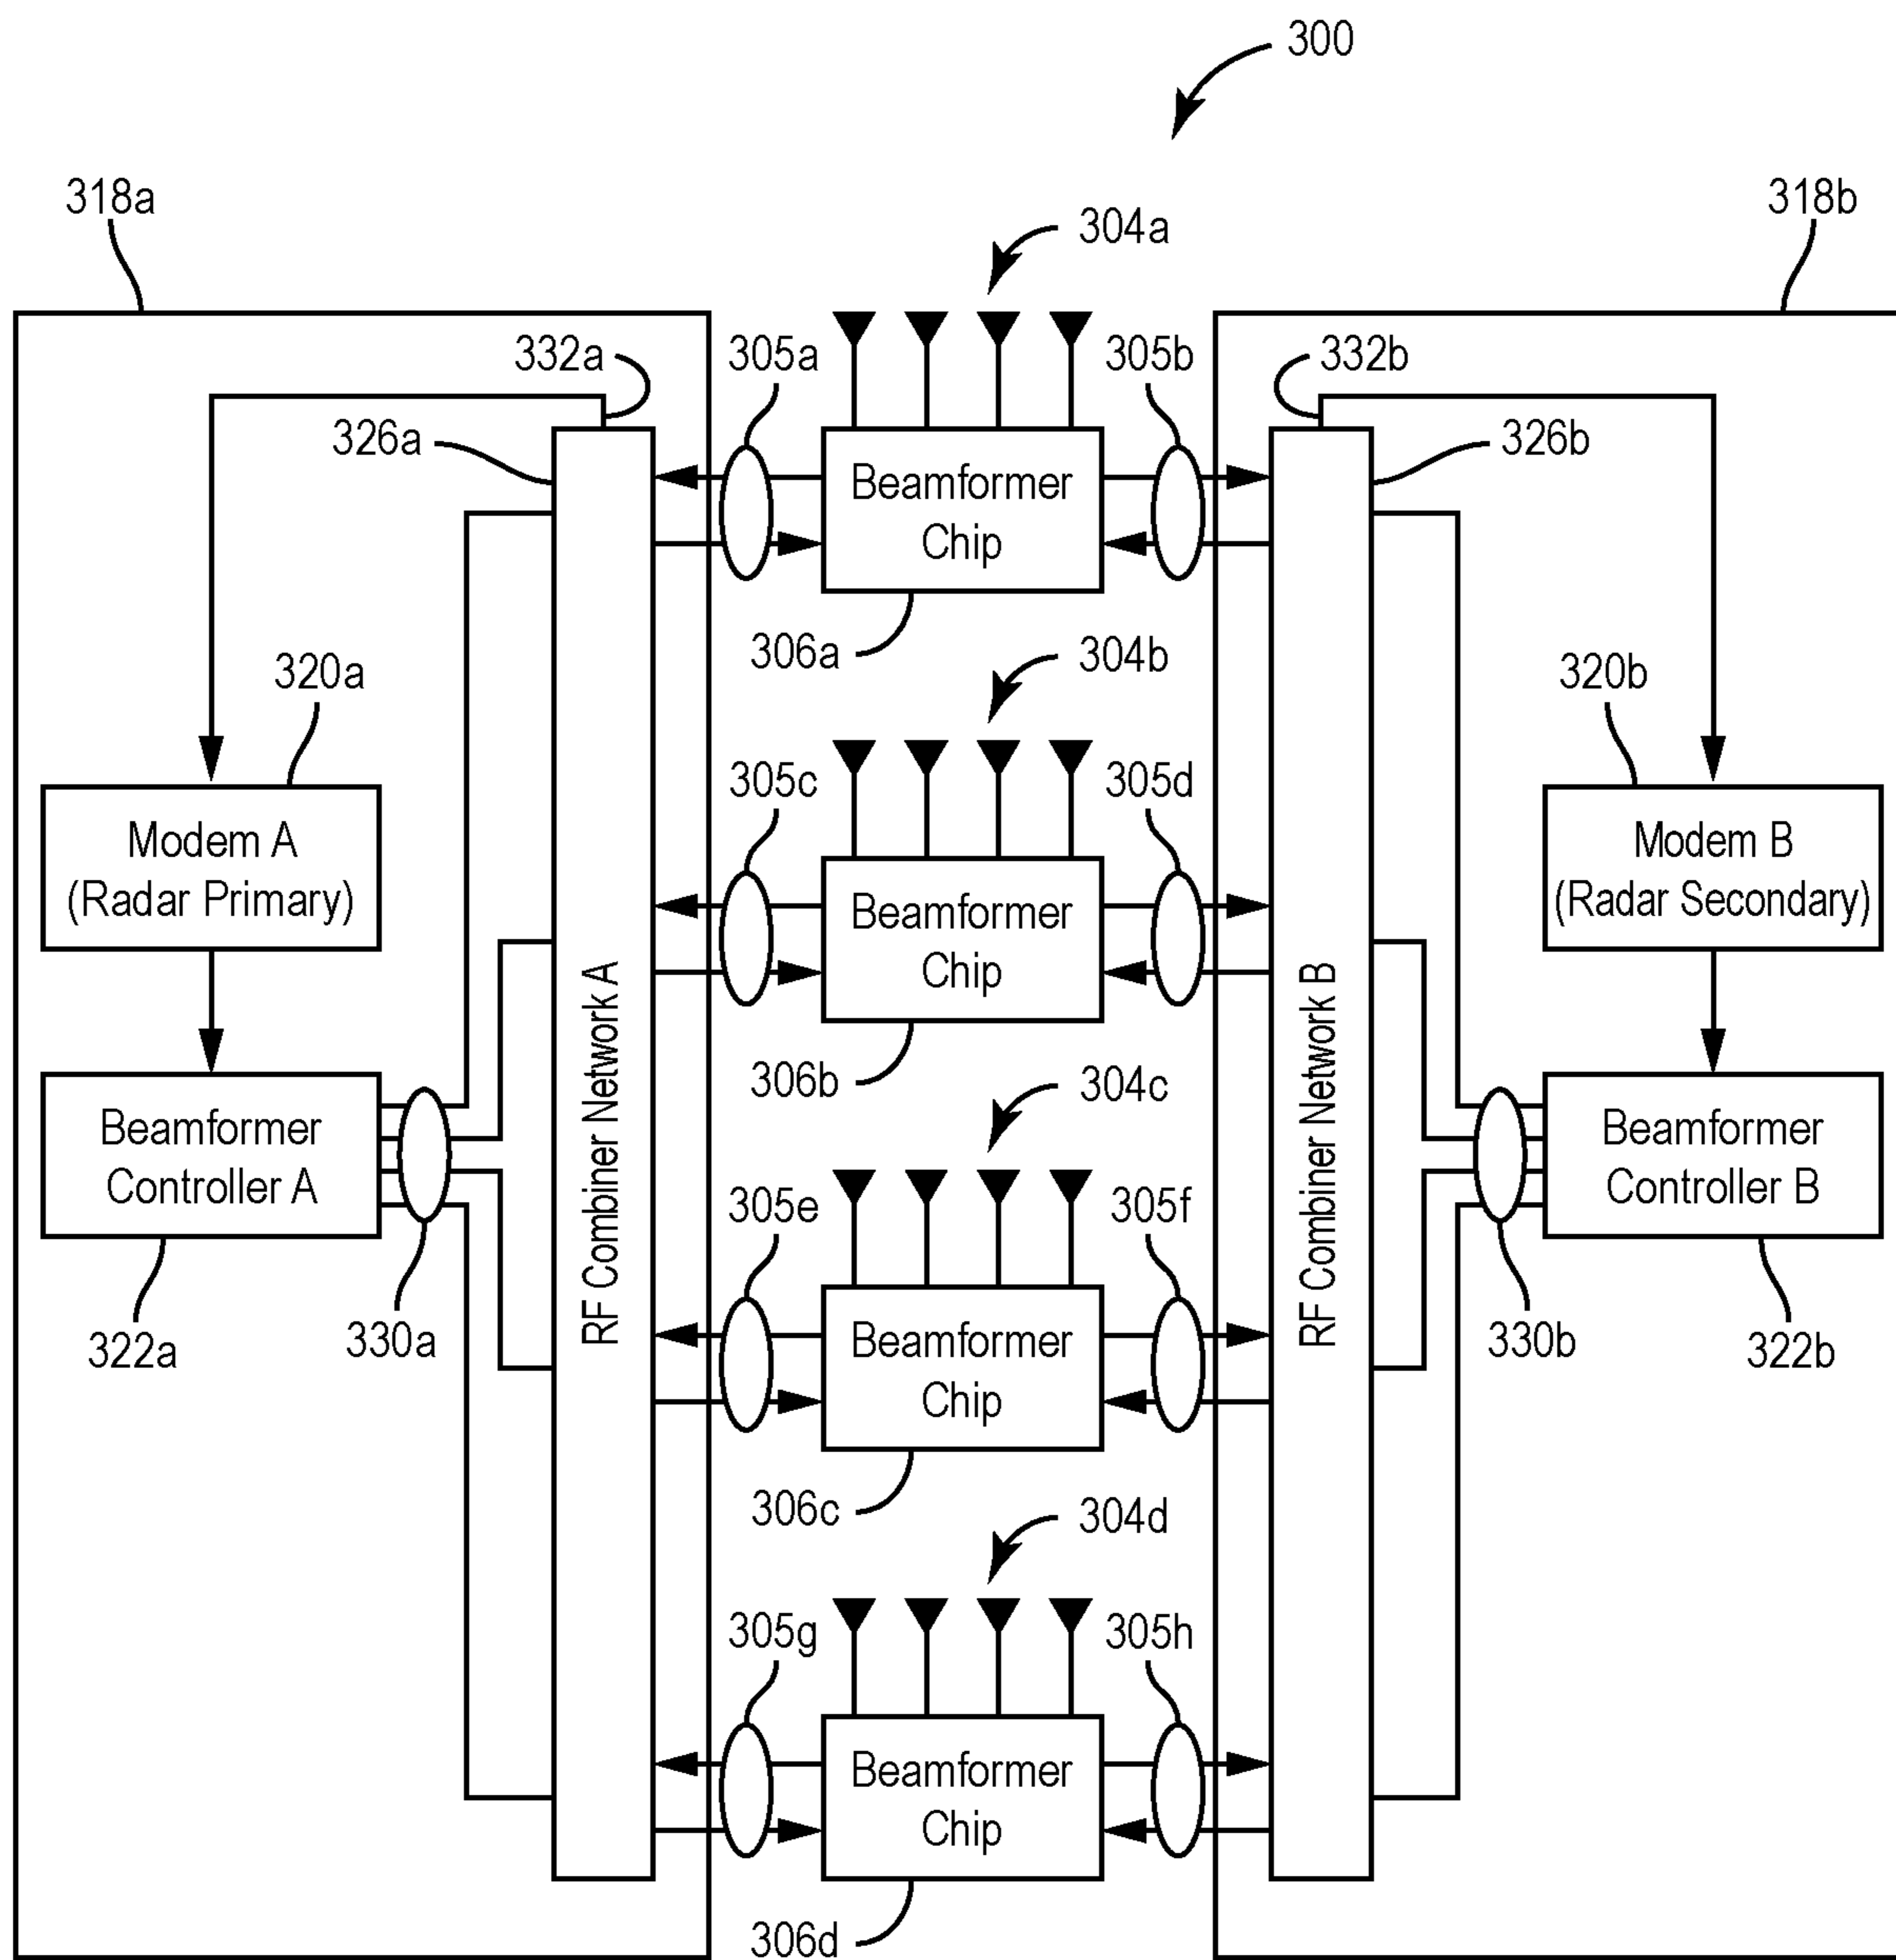 300
318a
318b
304a
332a
305a
305b
332b
326a
326b
Beamformer
Chip
306a
304b
320a
320b
305c
305d
Modem A
(Radar Primary)
Modem B
(Radar Secondary)
Beamformer
Chip
RF Combiner Network A
RF Combiner Network B
306b
304c
Beamformer
Controller A
Beamformer
Controller B
305e
305f
322a
330a
330b
322b
Beamformer
Chip
306c
304d
305g
305h
Beamformer
Chip
306d